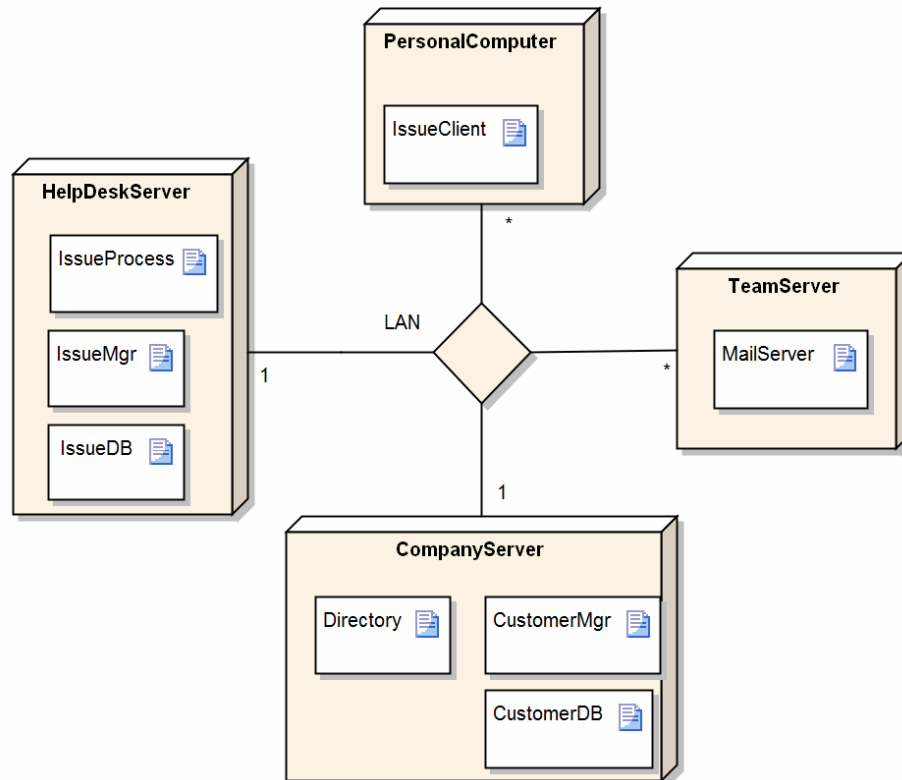 PersonalComputer
IssueClient
*
HelpDeskServer
IssueProcess
IssueMgr
IssueDB
1
LAN
TeamServer
MailServer
*
1
CompanyServer
Directory
CustomerMgr
CustomerDB